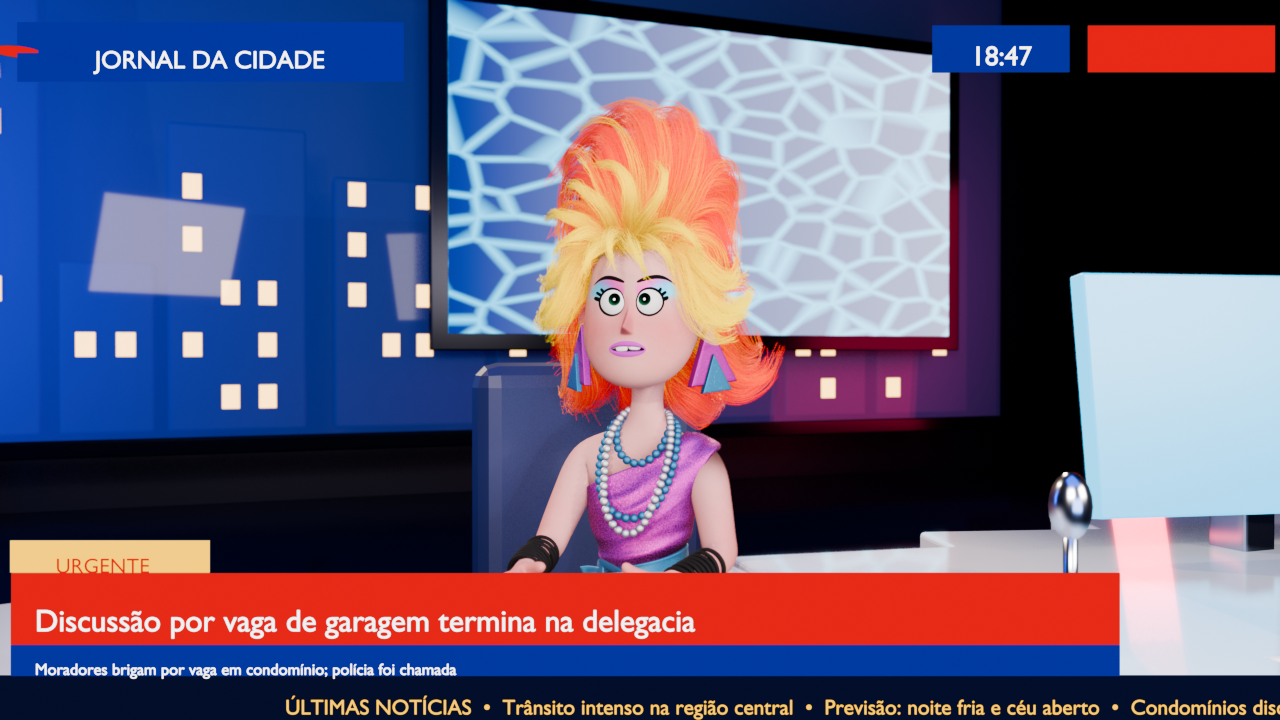 JORNAL DA CIDADE
18:47
URGENTE
Discussão por vaga de garagem termina na delegacia
Moradores brigam por vaga em condomínio; polícia foi chamada
ÚLTIMAS NOTÍCIAS • Trânsito intenso na região central • Previsão: noite fria e céu aberto • Condomínios